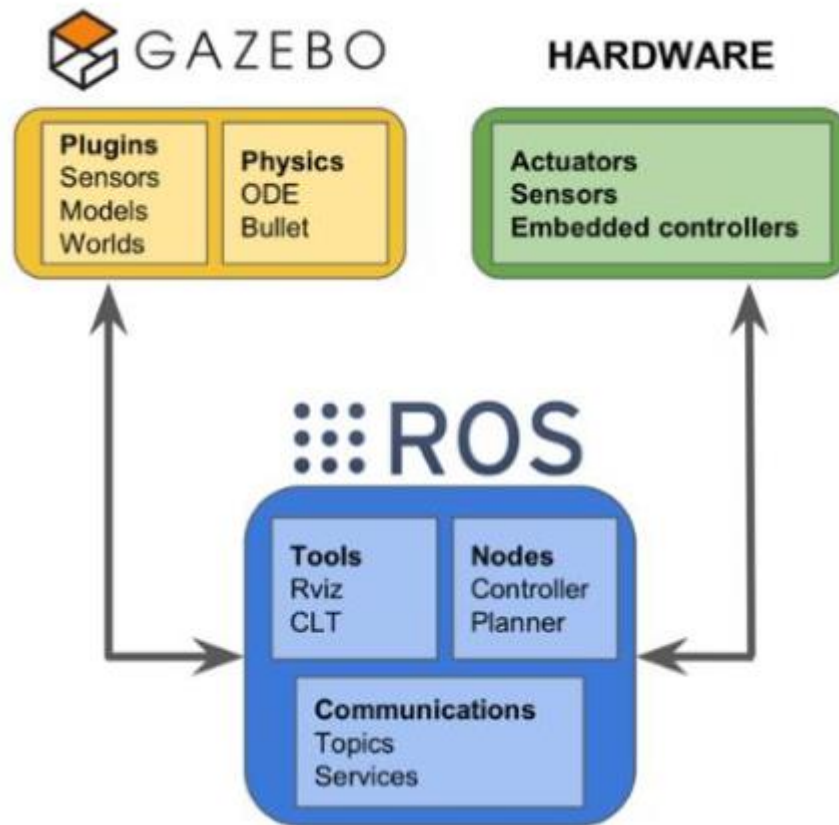 GAZEBO
Plugins
Sensors
Models
Worlds
Physics
ODE
Bullet
HARDWARE
Actuators
Sensors
Embedded controllers
ROS
Tools
Rviz
CLT
Nodes
Controller
Planner
Communications
Topics
Services